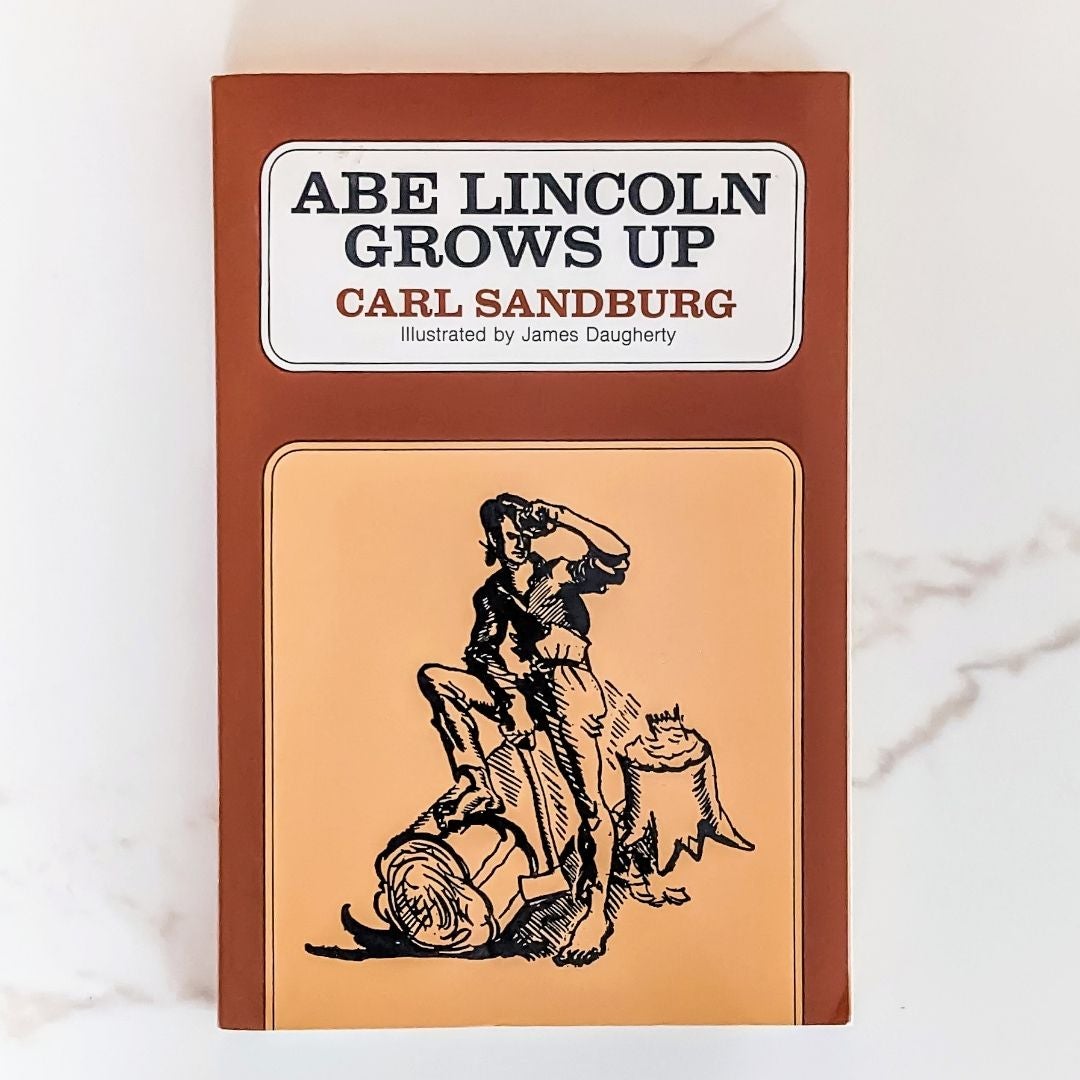 ABE LINCOLN
GROWS UP
CARL SANDBURG
Illustrated by James Daugherty